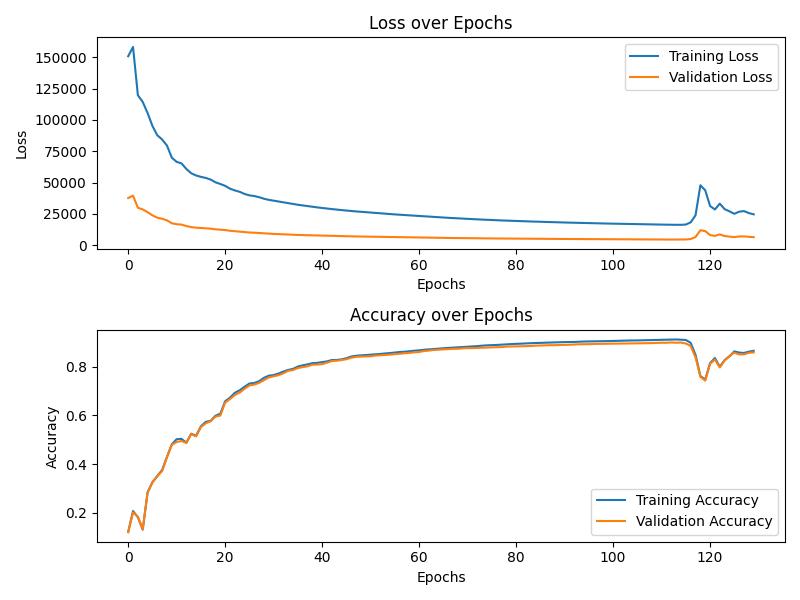 Loss over Epochs
150000
125000
100000
75000
50000
25000
0
Loss
Training Loss
Validation Loss
0 20 40 60 80 100 120
Epochs
Accuracy over Epochs
0.8
0.6
0.4
0.2
Accuracy
Training Accuracy
Validation Accuracy
0 20 40 60 80 100 120
Epochs